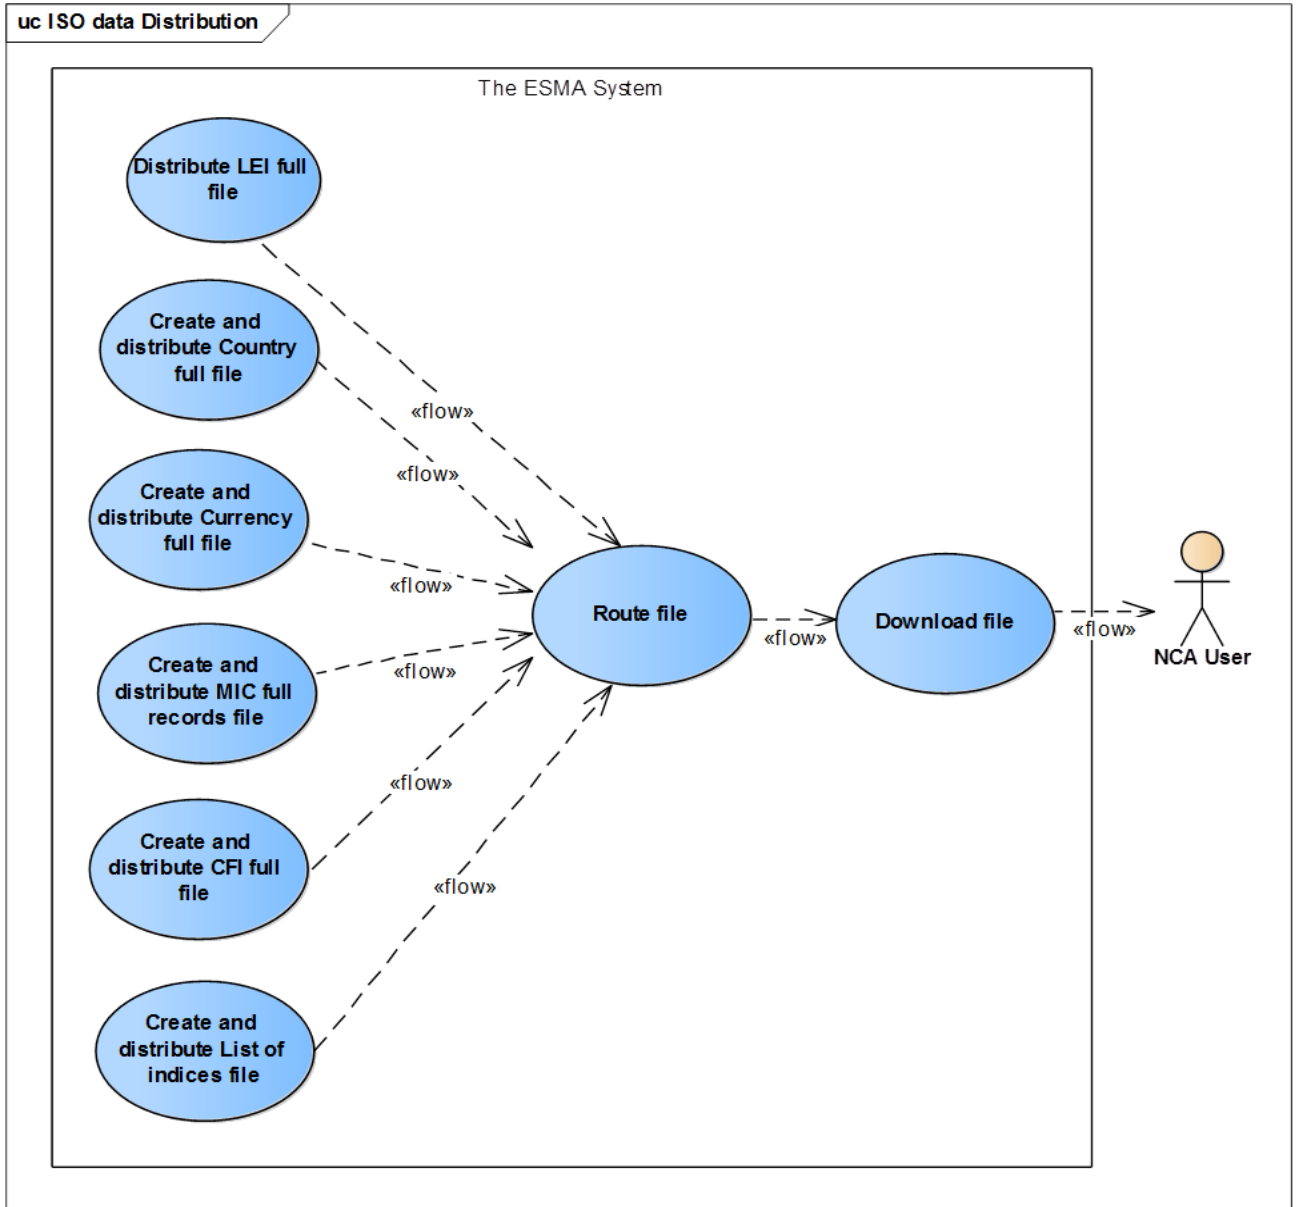 uc ISO data Distribution
The ESMA System
Distribute LEI full
file
Create and
distribute Country
full file
«flow»
«flow»
Create and
distribute Currency
full file
«flow»
Route file
«flow»
Download file
«flow»
NCA User
Create and
distribute MIC full
records file
«flow»
Create and
distribute CFI full
file
«flow»
«flow»
Create and
distribute List of
indices file